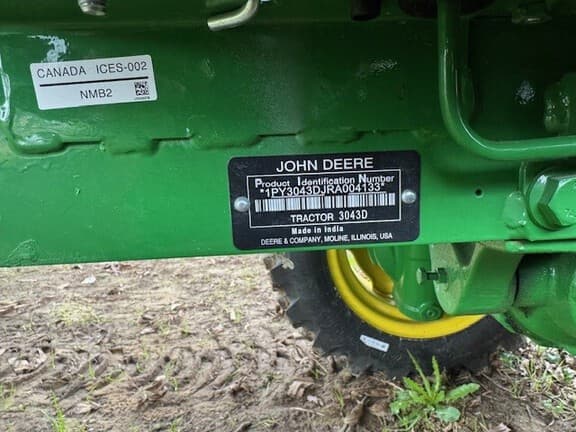 CANADA ICES-002
NMB2
JOHN DEERE
Product Identification Number
*1PY3043DJRA004133*
TRACTOR 3043D
Made in India
DEERE & COMPANY, MOLINE, ILLINOIS, USA